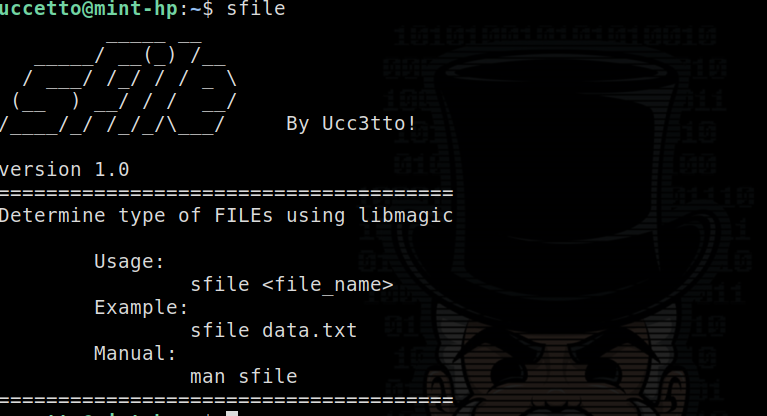 uccetto@mint-hp:~$ sfile
sfile
By Ucc3tto!
version 1.0
======================================
Determine type of FILEs using libmagic
Usage:
sfile <file_name>
Example:
sfile data.txt
Manual:
man sfile
======================================